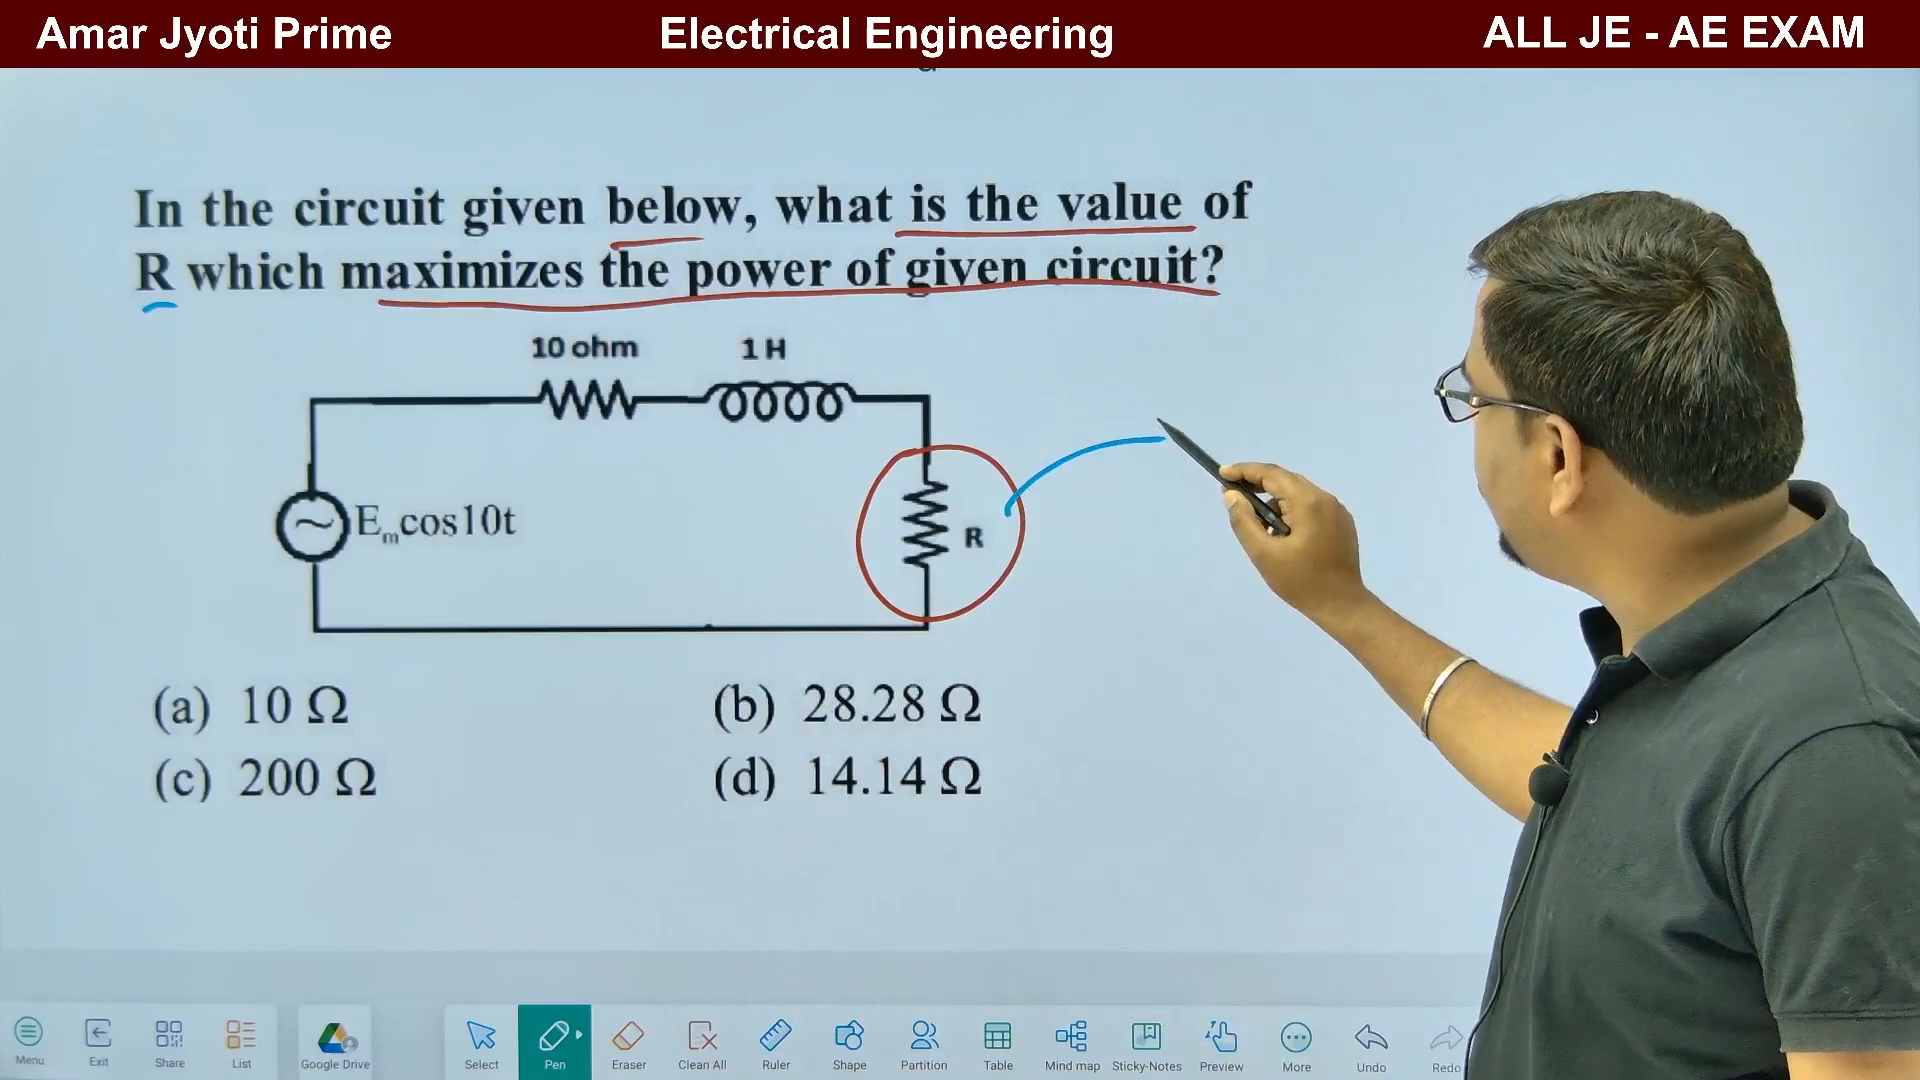 Amar Jyoti Prime Electrical Engineering ALL JE - AE EXAM
In the circuit given below, what is the value of
R which maximizes the power of given circuit?
10 ohm 1 H
Emcos10t
R
(a) 10 Ω (b) 28.28 Ω
(c) 200 Ω (d) 14.14 Ω
Menu Exit Share List Google Drive Select Pen Eraser Clean All Ruler Shape Partition Table Mind map Sticky-Notes Preview More Undo Redo